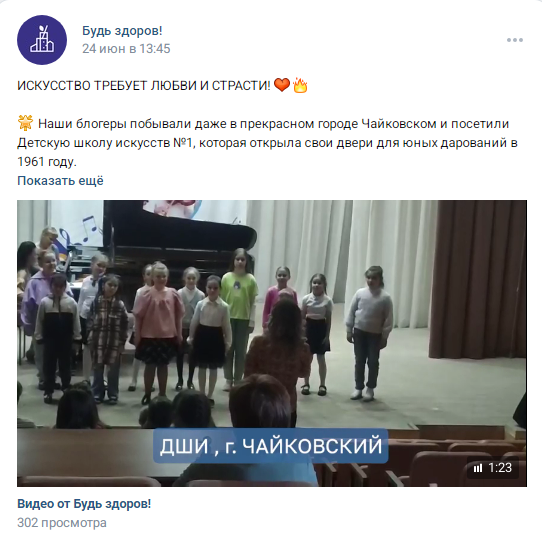 Будь здоров!
24 июн в 13:45
ИСКУССТВО ТРЕБУЕТ ЛЮБВИ И СТРАСТИ! ❤️🔥
🌟 Наши блогеры побывали даже в прекрасном городе Чайковском и посетили
Детскую школу искусств №1, которая открыла свои двери для юных дарований в
1961 году.
Показать ещё
ДШИ , г. ЧАЙКОВСКИЙ
1:23
Видео от Будь здоров!
302 просмотра